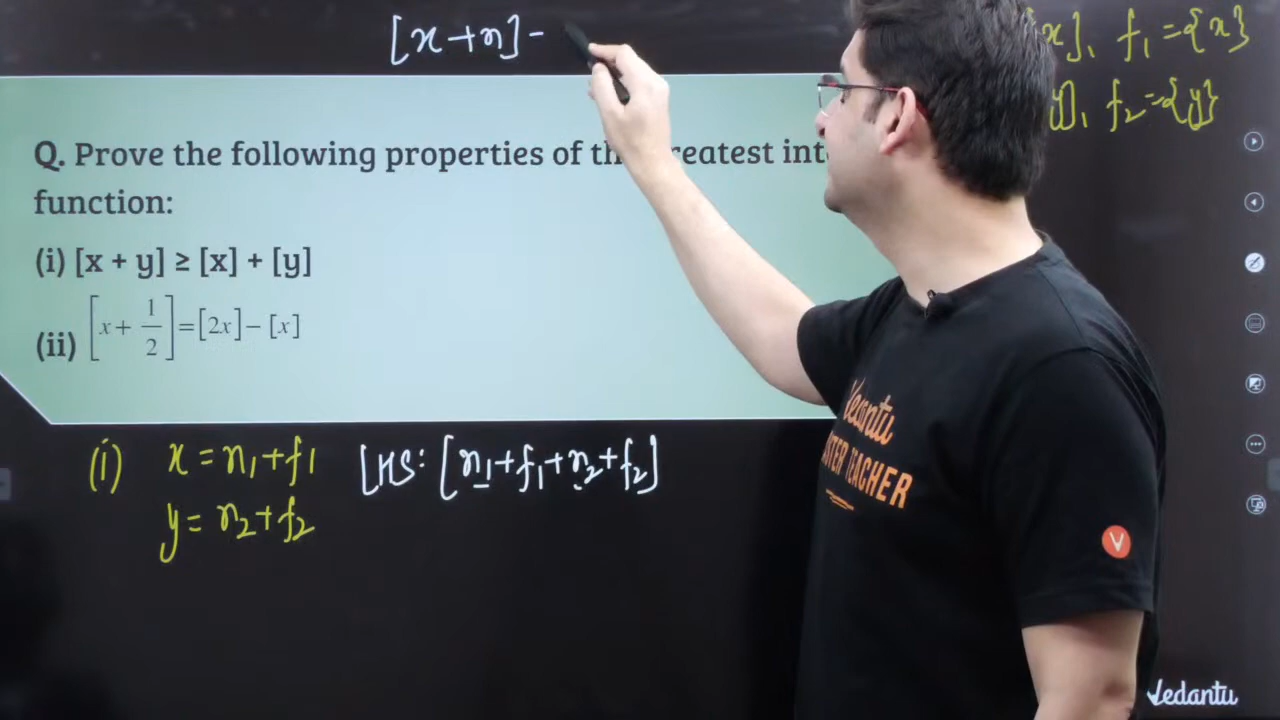 [x+n] -
x], f₁ = {x}
y], f₂ = {y}
Q. Prove the following properties of th reatest int
function:
(i) [x + y] ≥ [x] + [y]
(ii) [x + 1/2] = [2x] − [x]
(i) x = n₁ + f₁ LHS: [n₁+f₁+n₂+f₂]
y = n₂ + f₂
Vedantu
TEACHER
V
Vedantu